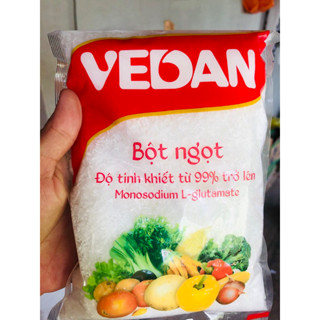 VEDAN
Bột ngọt
Độ tinh khiết từ 99% trở lên
Monosodium L-glutamate